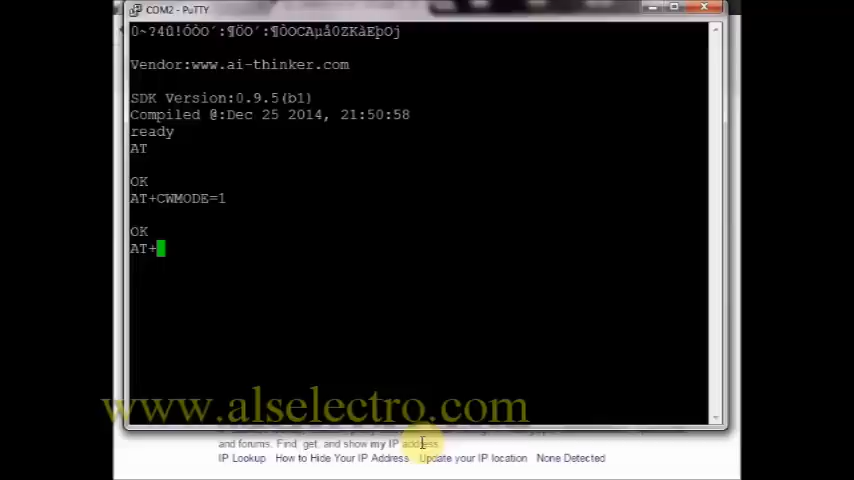 COM2 - PuTTY
Vendor:www.ai-thinker.com
SDK Version:0.9.5(b1)
Compiled @:Dec 25 2014, 21:50:58
ready
AT
OK
AT+CWMODE=1
OK
AT+
www.alselectro.com
and forums. Find, get, and show my IP address
IP Lookup How to Hide Your IP Address Update your IP location None Detected